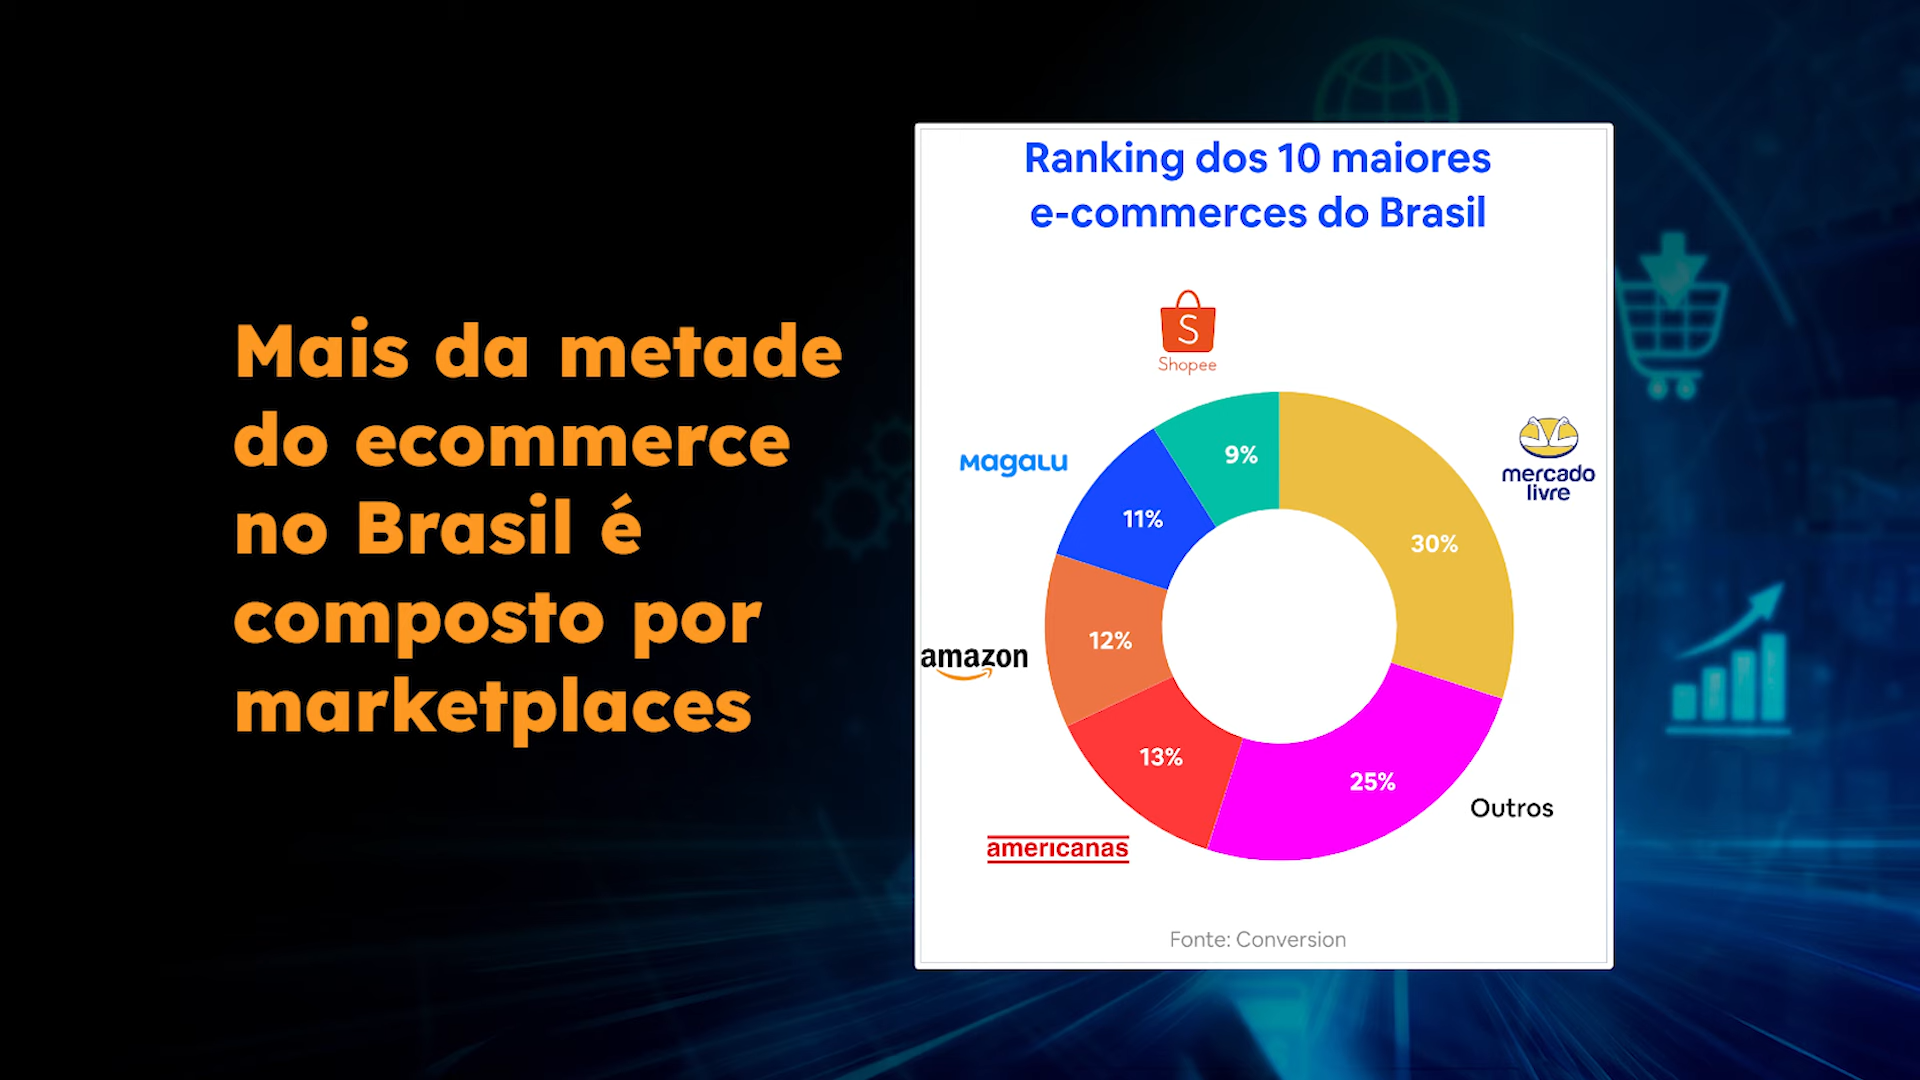 Mais da metade
do ecommerce
no Brasil é
composto por
marketplaces
Ranking dos 10 maiores
e-commerces do Brasil
S
Shopee
9%
magalu
11%
mercado
livre
30%
amazon
12%
13%
25%
Outros
americanas
Fonte: Conversion